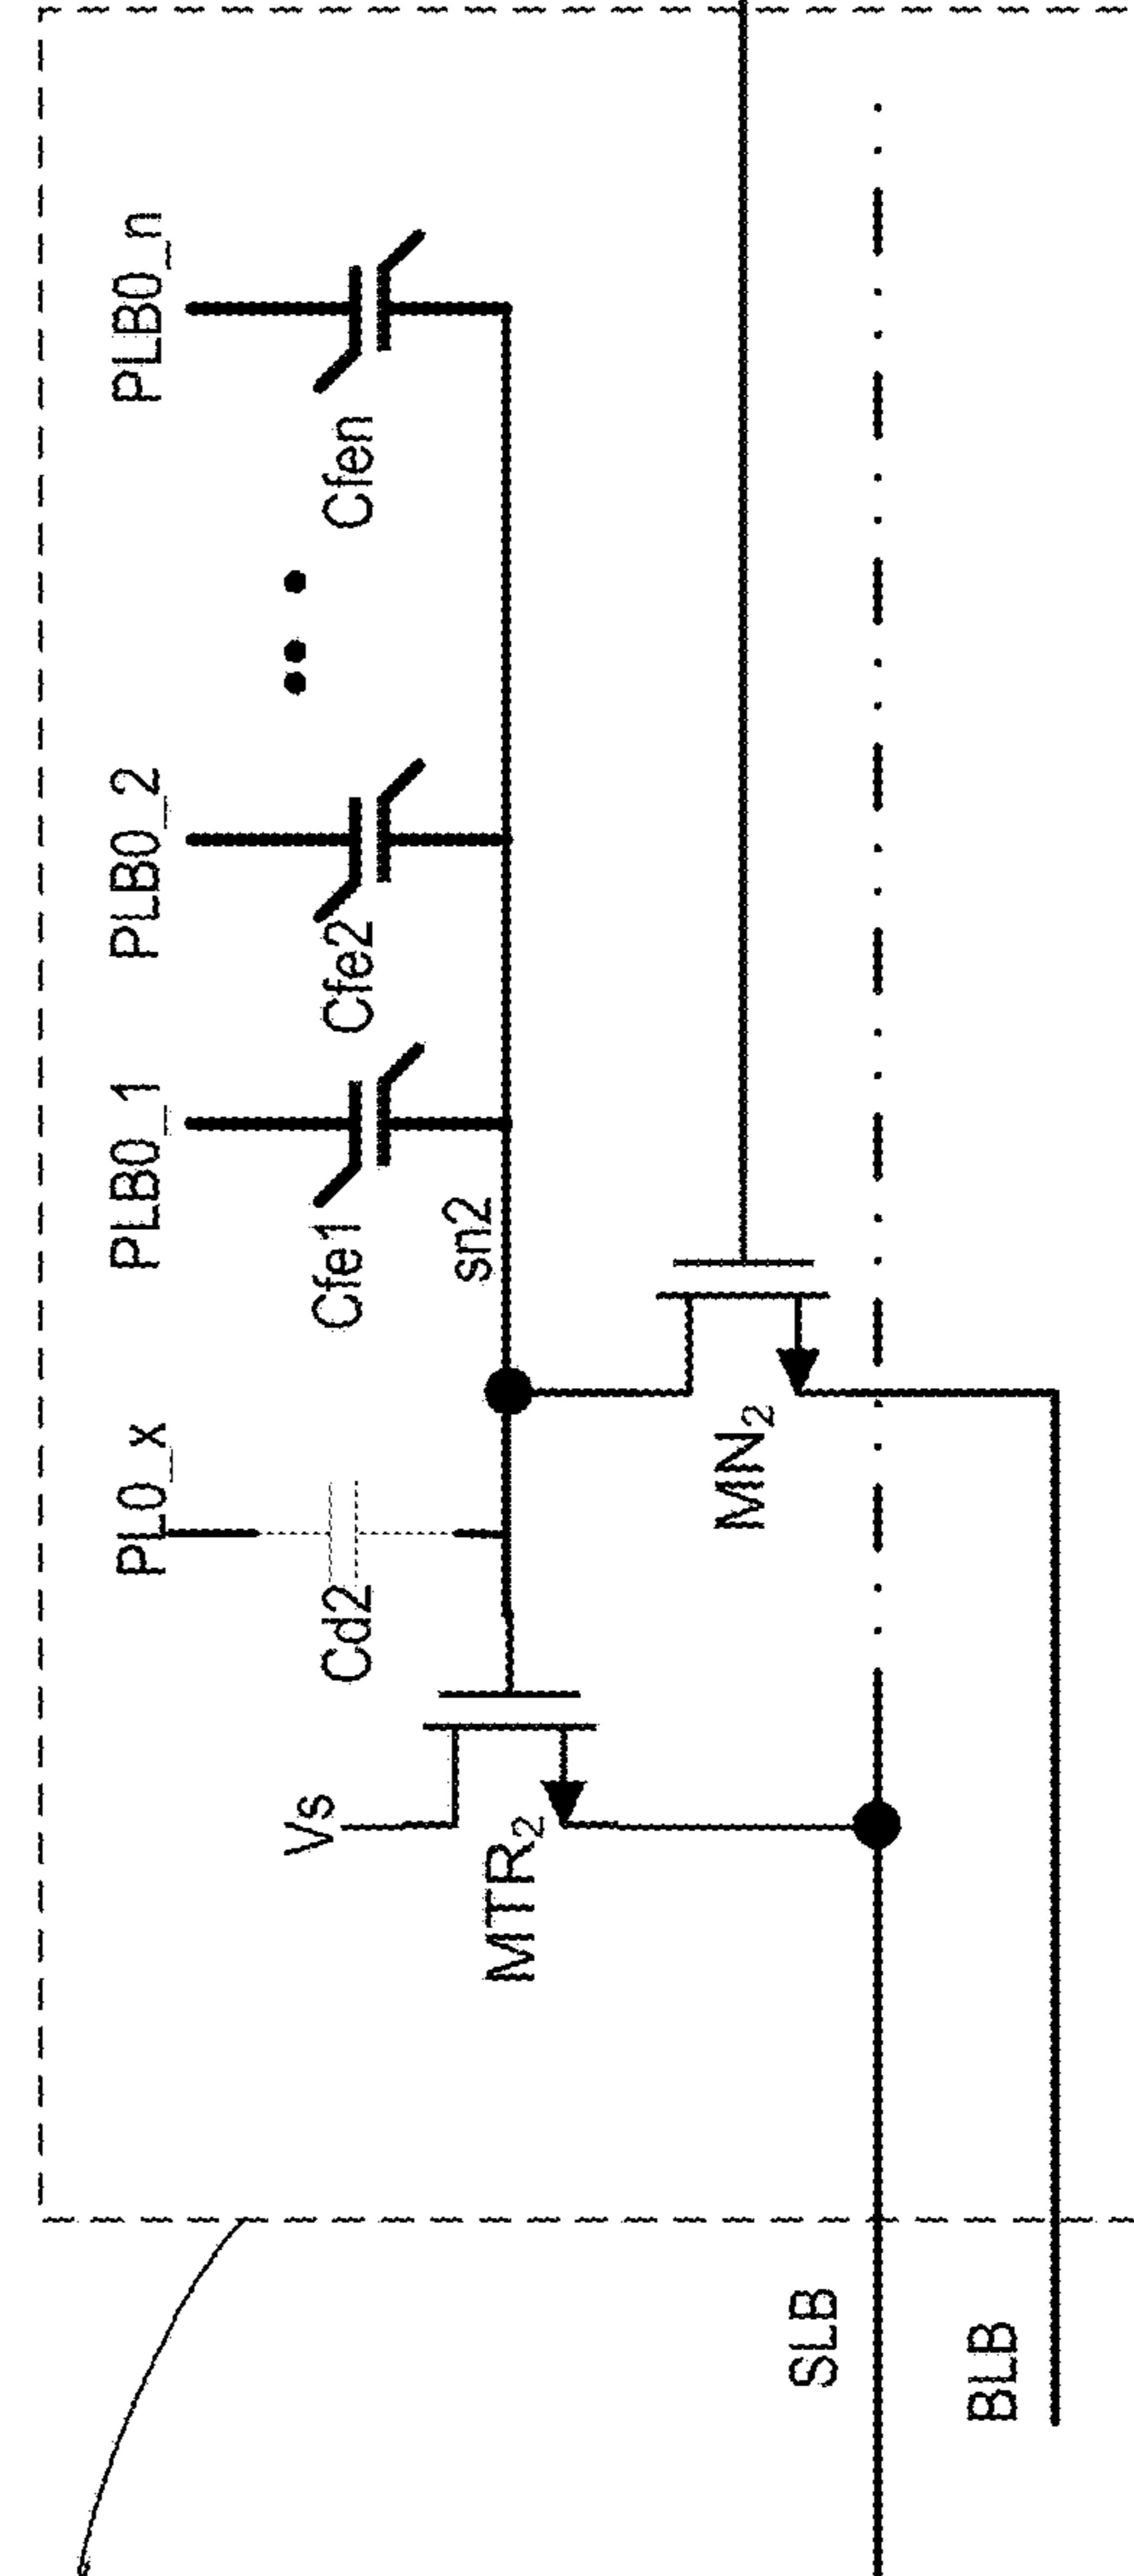 PLB0_n
Cfen
PLB0_2
Cfe2
PLB0_1
Cfe1
sn2
PL0_x
Cd2
MN2
Vs
MTR2
SLB
BLB